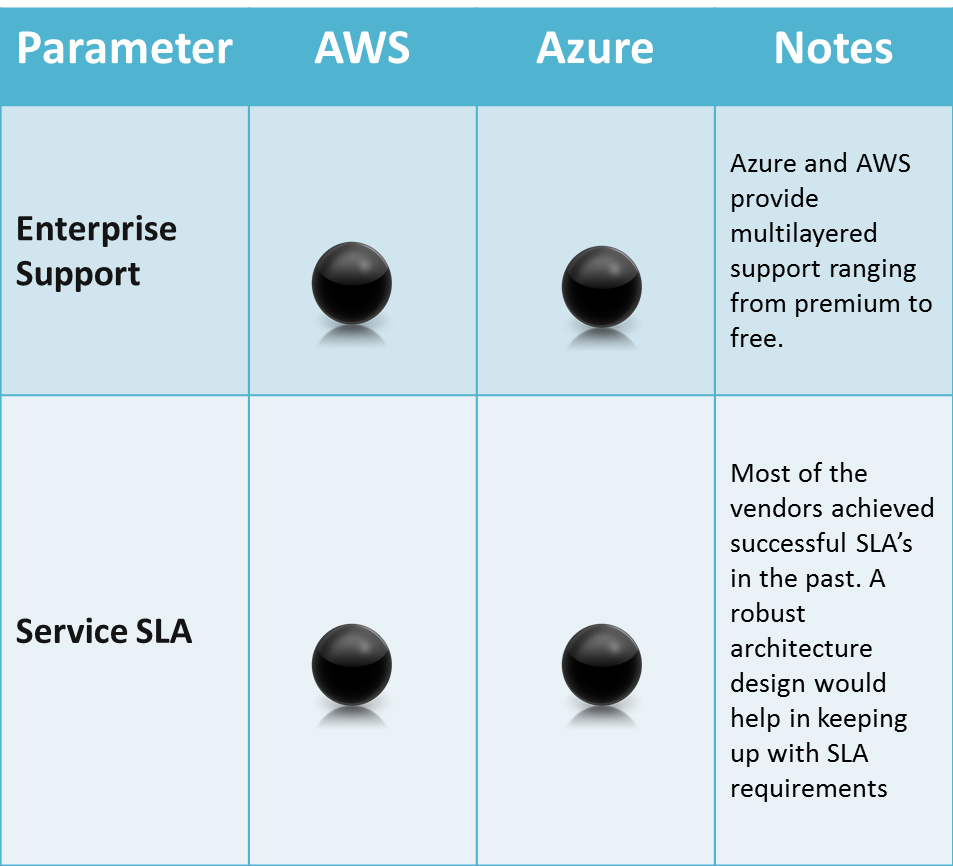 Parameter AWS Azure Notes
Enterprise
Support
Azure and AWS
provide
multilayered
support ranging
from premium to
free.
Service SLA
Most of the
vendors achieved
successful SLA’s
in the past. A
robust
architecture
design would
help in keeping
up with SLA
requirements